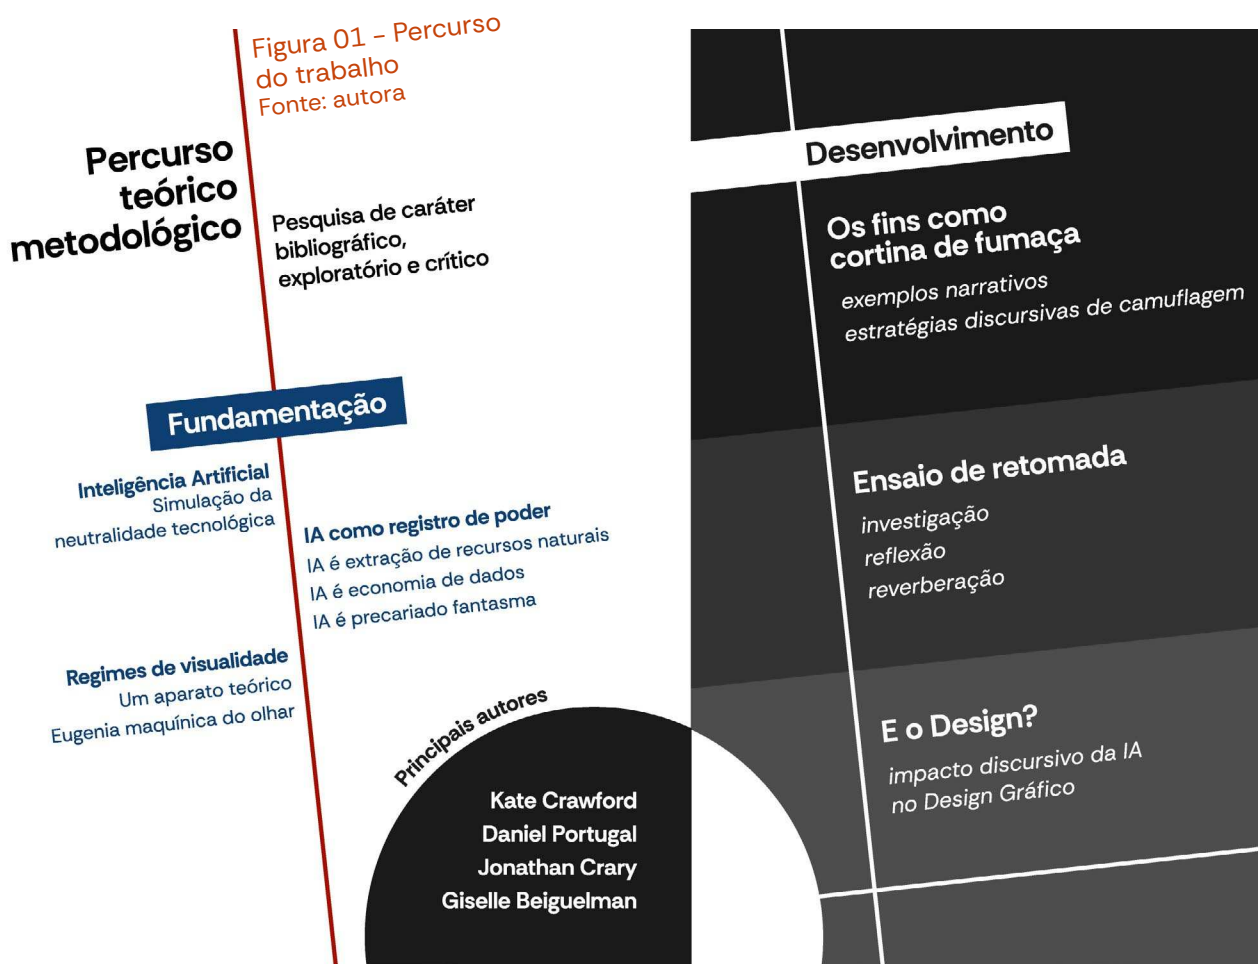 Figura 01 – Percurso
do trabalho
Fonte: autora
Percurso
teórico
metodológico
Pesquisa de caráter
bibliográfico,
exploratório e crítico
Fundamentação
Inteligência Artificial
Simulação da
neutralidade tecnológica
IA como registro de poder
IA é extração de recursos naturais
IA é economia de dados
IA é precariado fantasma
Regimes de visualidade
Um aparato teórico
Eugenia maquínica do olhar
Principais autores
Kate Crawford
Daniel Portugal
Jonathan Crary
Giselle Beiguelman
Desenvolvimento
Os fins como
cortina de fumaça
exemplos narrativos
estratégias discursivas de camuflagem
Ensaio de retomada
investigação
reflexão
reverberação
E o Design?
impacto discursivo da IA
no Design Gráfico